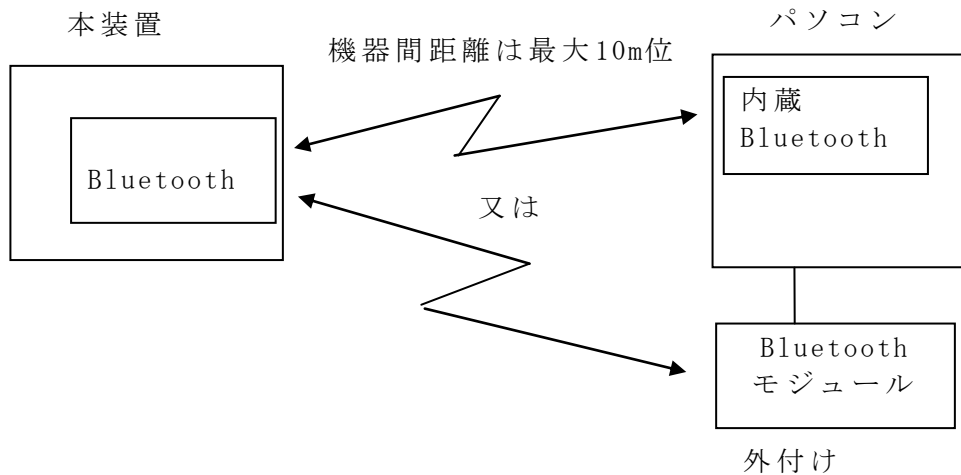 本装置
パソコン
機器間距離は最大10m位
内蔵
Bluetooth
Bluetooth
又は
Bluetooth
モジュール
外付け